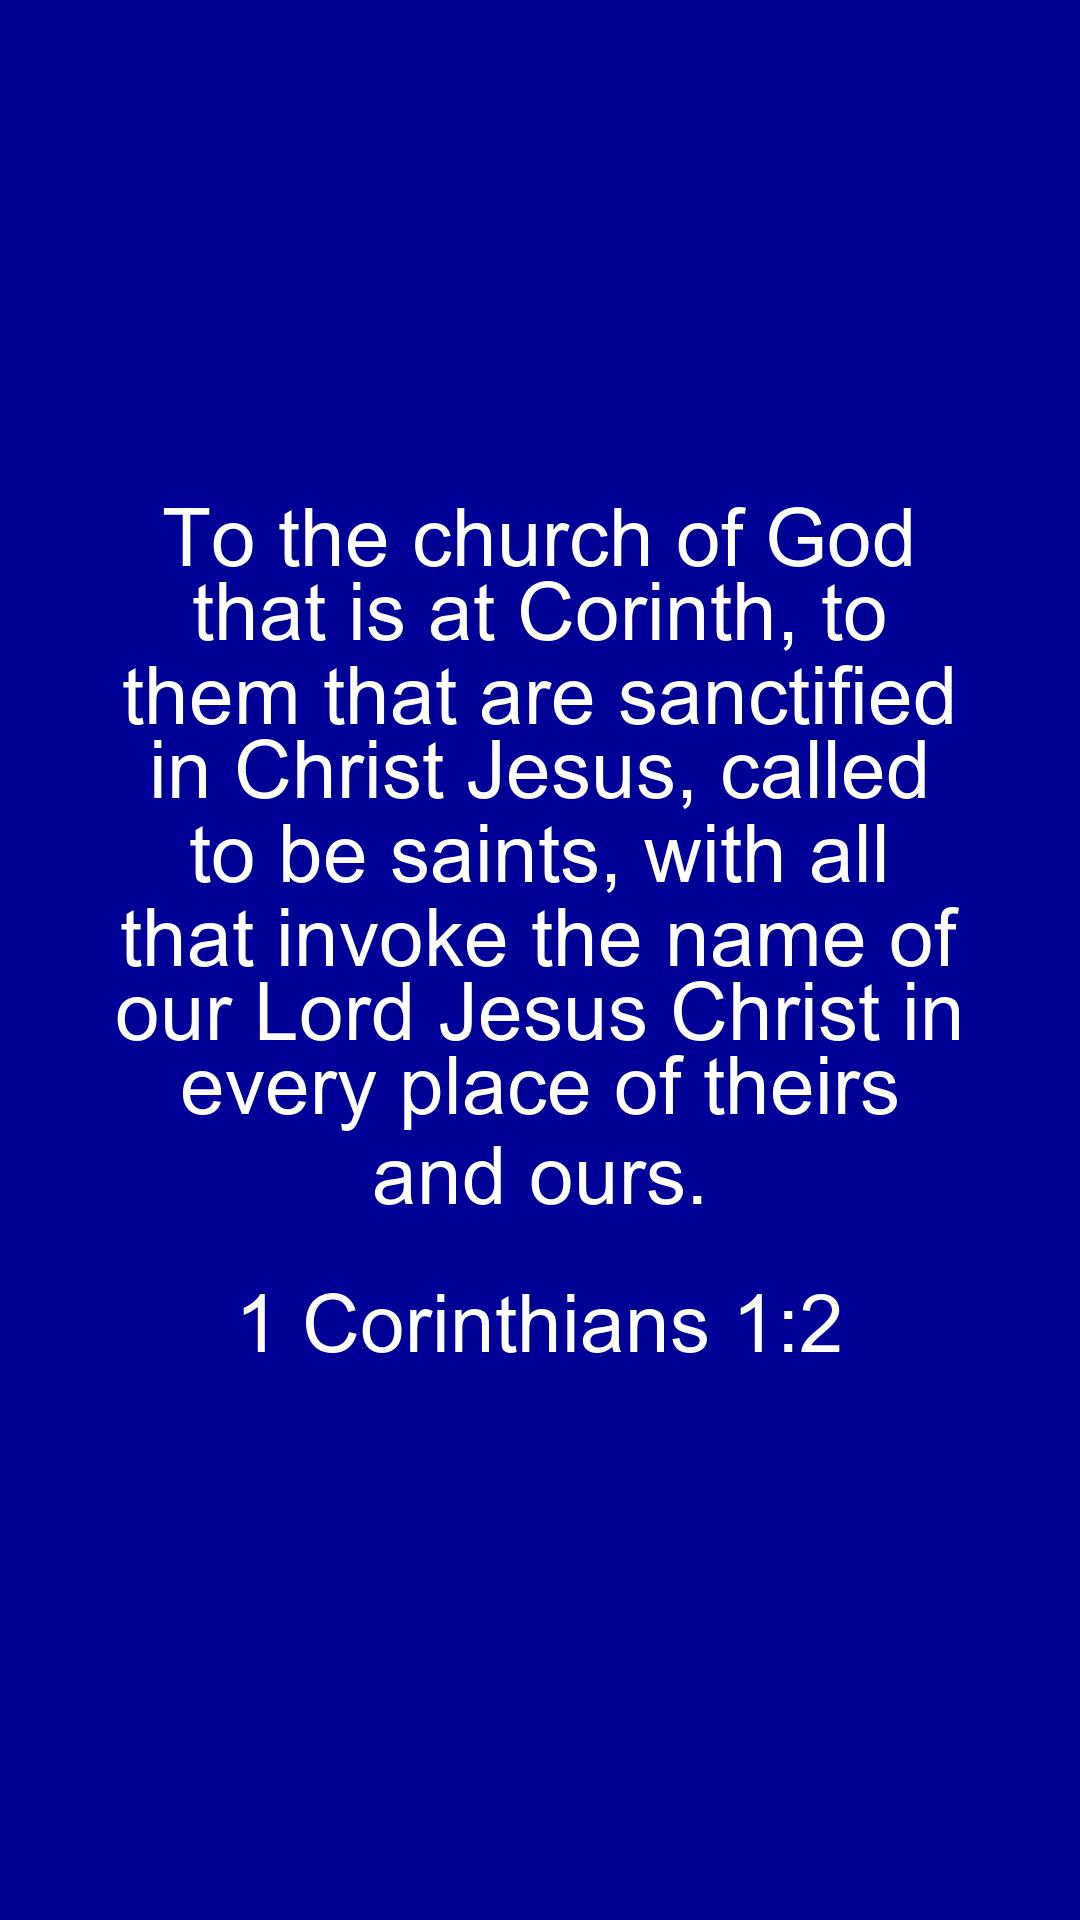 To the church of God
that is at Corinth, to
them that are sanctified
in Christ Jesus, called
to be saints, with all
that invoke the name of
our Lord Jesus Christ in
every place of theirs
and ours.
1 Corinthians 1:2